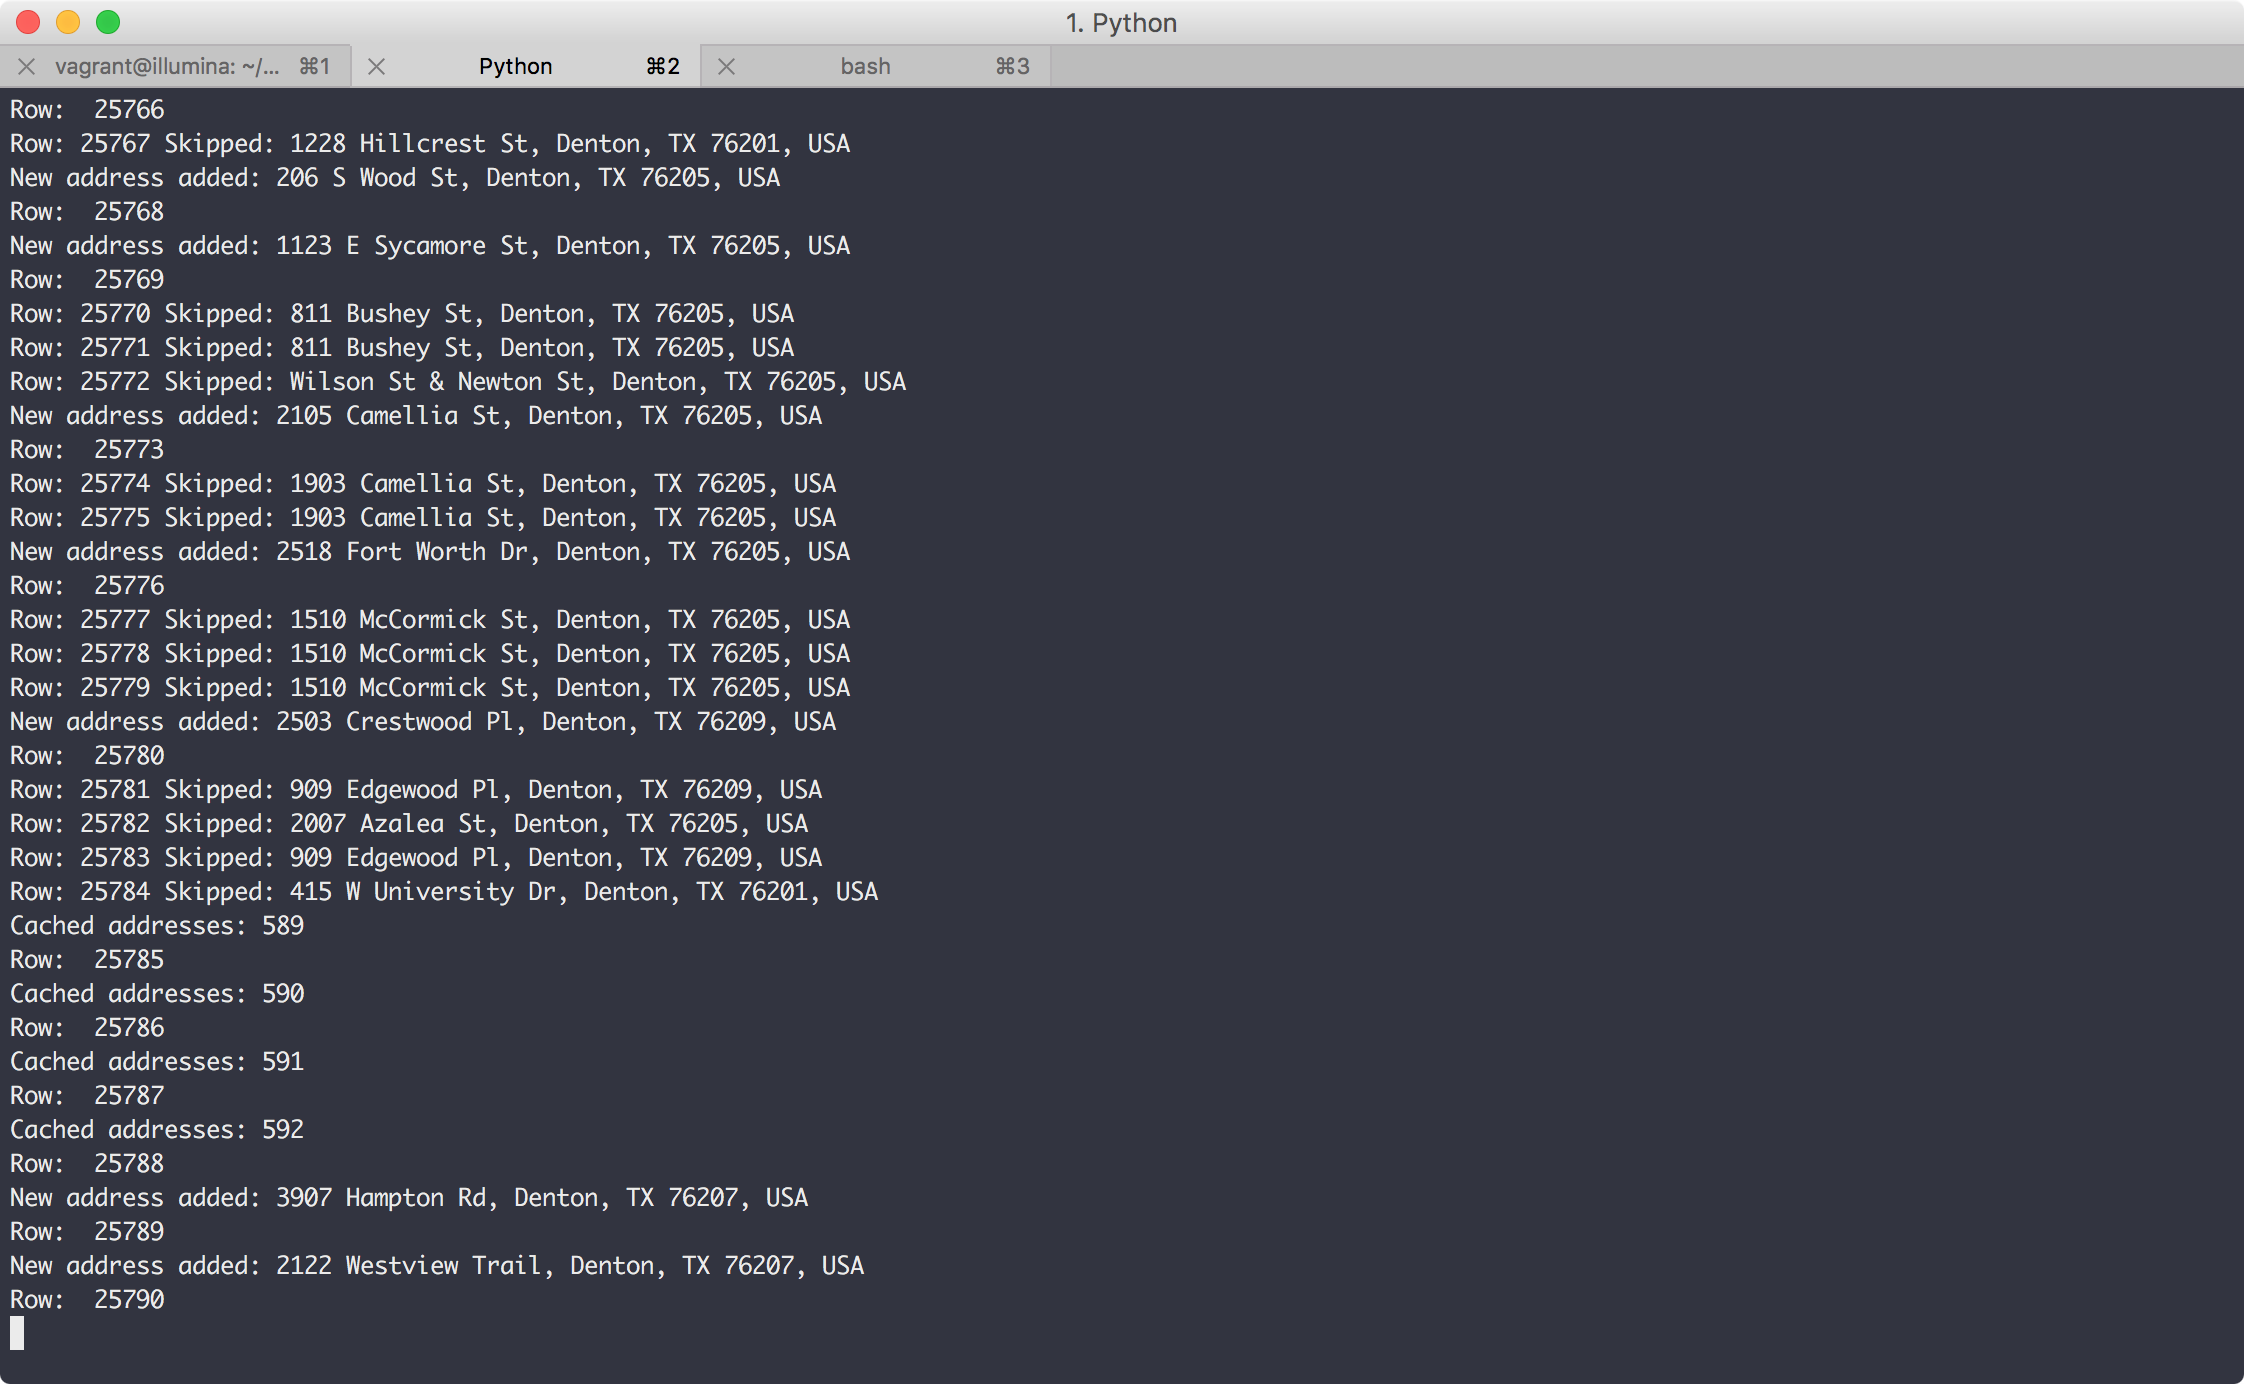 1. Python
vagrant@illumina: ~/... ⌘1
Python ⌘2
bash ⌘3
Row:  25766
Row: 25767 Skipped: 1228 Hillcrest St, Denton, TX 76201, USA
New address added: 206 S Wood St, Denton, TX 76205, USA
Row:  25768
New address added: 1123 E Sycamore St, Denton, TX 76205, USA
Row:  25769
Row: 25770 Skipped: 811 Bushey St, Denton, TX 76205, USA
Row: 25771 Skipped: 811 Bushey St, Denton, TX 76205, USA
Row: 25772 Skipped: Wilson St & Newton St, Denton, TX 76205, USA
New address added: 2105 Camellia St, Denton, TX 76205, USA
Row:  25773
Row: 25774 Skipped: 1903 Camellia St, Denton, TX 76205, USA
Row: 25775 Skipped: 1903 Camellia St, Denton, TX 76205, USA
New address added: 2518 Fort Worth Dr, Denton, TX 76205, USA
Row:  25776
Row: 25777 Skipped: 1510 McCormick St, Denton, TX 76205, USA
Row: 25778 Skipped: 1510 McCormick St, Denton, TX 76205, USA
Row: 25779 Skipped: 1510 McCormick St, Denton, TX 76205, USA
New address added: 2503 Crestwood Pl, Denton, TX 76209, USA
Row:  25780
Row: 25781 Skipped: 909 Edgewood Pl, Denton, TX 76209, USA
Row: 25782 Skipped: 2007 Azalea St, Denton, TX 76205, USA
Row: 25783 Skipped: 909 Edgewood Pl, Denton, TX 76209, USA
Row: 25784 Skipped: 415 W University Dr, Denton, TX 76201, USA
Cached addresses: 589
Row:  25785
Cached addresses: 590
Row:  25786
Cached addresses: 591
Row:  25787
Cached addresses: 592
Row:  25788
New address added: 3907 Hampton Rd, Denton, TX 76207, USA
Row:  25789
New address added: 2122 Westview Trail, Denton, TX 76207, USA
Row:  25790